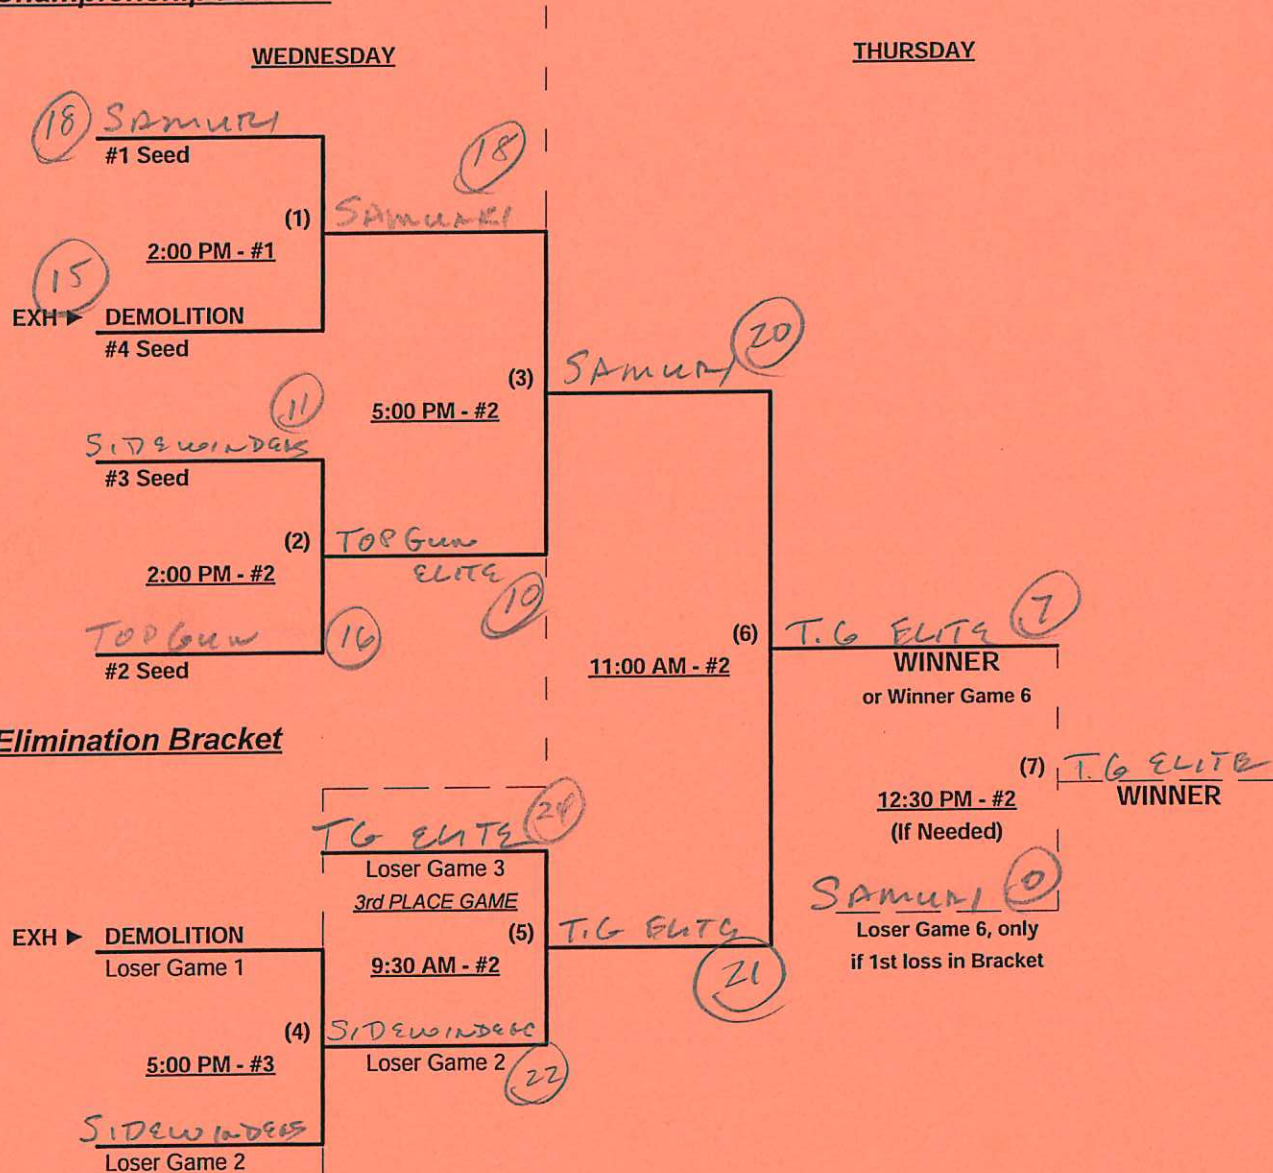 WEDNESDAY
THURSDAY
18 SAMURI
#1 Seed
18
(1) SAMUARI
2:00 PM - #1
15
EXH ► DEMOLITION
#4 Seed
20
(3) SAMURI
5:00 PM - #2
11
SIDEWINDERS
#3 Seed
(2) TOPGUN
ELITE
2:00 PM - #2
10
TOPGUN 16
#2 Seed
(6) T.G ELITE 7
11:00 AM - #2
WINNER
or Winner Game 6
Elimination Bracket
(7) T.G ELITE
WINNER
12:30 PM - #2
(If Needed)
TG ELITE 24
Loser Game 3
3rd PLACE GAME
SAMURI 0
Loser Game 6, only
if 1st loss in Bracket
EXH ► DEMOLITION
Loser Game 1
(5) T.G ELITE
9:30 AM - #2
21
(4) SIDEWINDERS
Loser Game 2 22
5:00 PM - #3
SIDEWINDERS
Loser Game 2